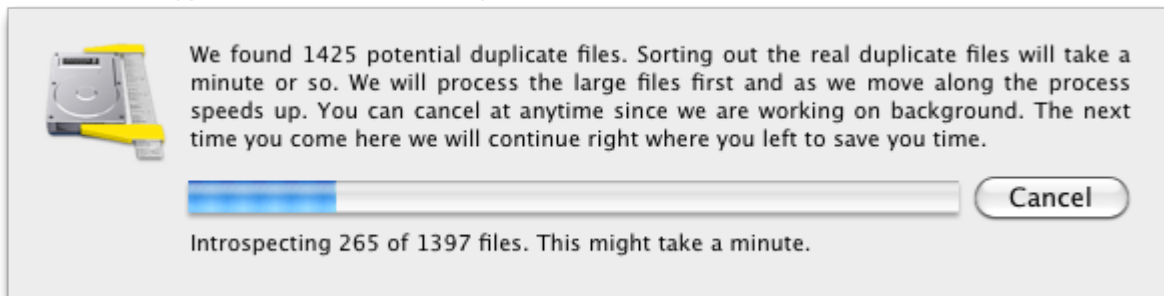 We found 1425 potential duplicate files. Sorting out the real duplicate files will take a
minute or so. We will process the large files first and as we move along the process
speeds up. You can cancel at anytime since we are working on background. The next
time you come here we will continue right where you left to save you time.
Cancel
Introspecting 265 of 1397 files. This might take a minute.